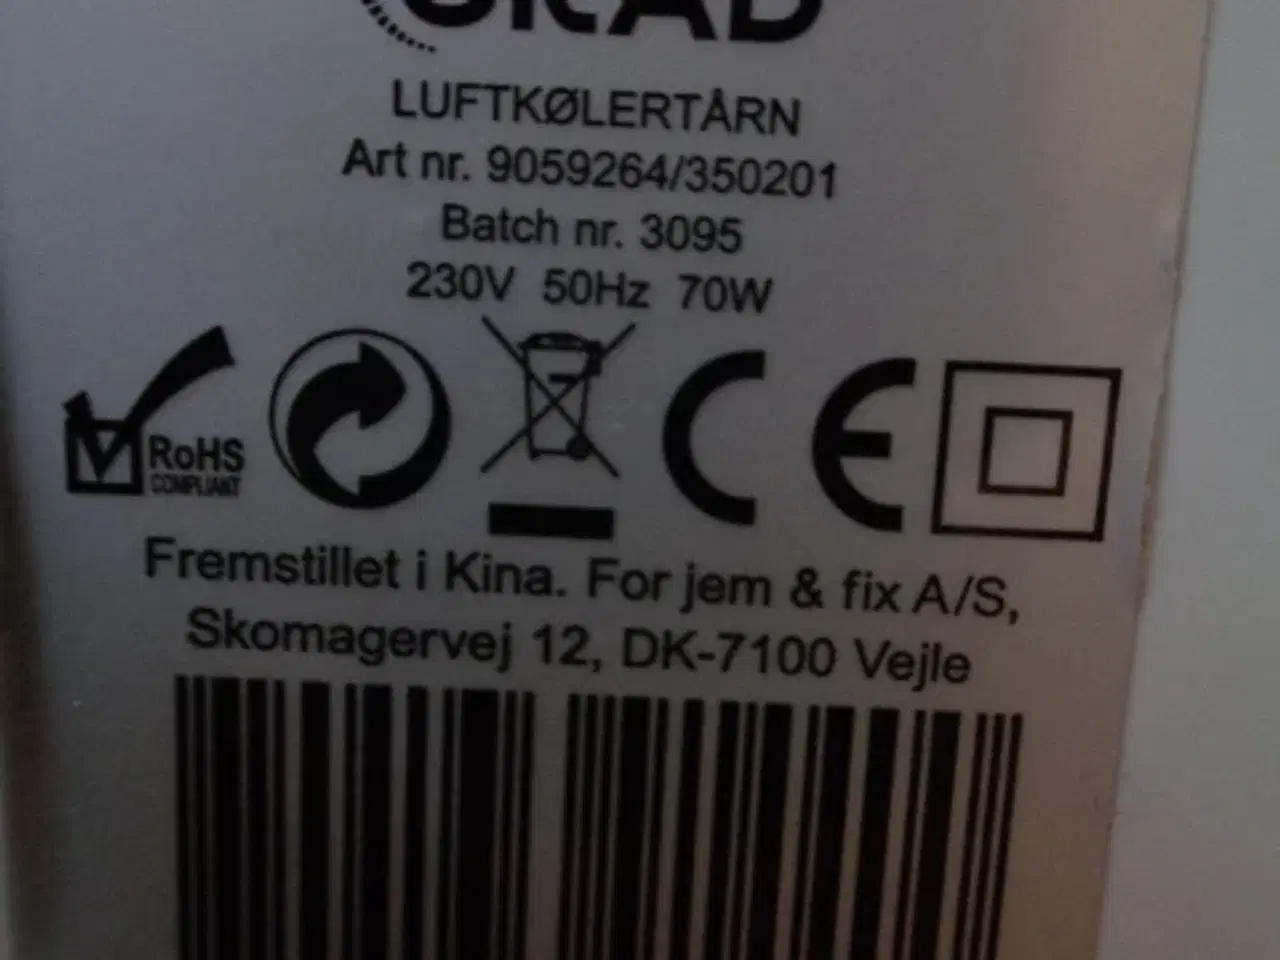 LUFTKØLERTÅRN
Art nr. 9059264/350201
Batch nr. 3095
230V 50Hz 70W
RoHS
COMPLIANT
CE
Fremstillet i Kina. For jem & fix A/S,
Skomagervej 12, DK-7100 Vejle